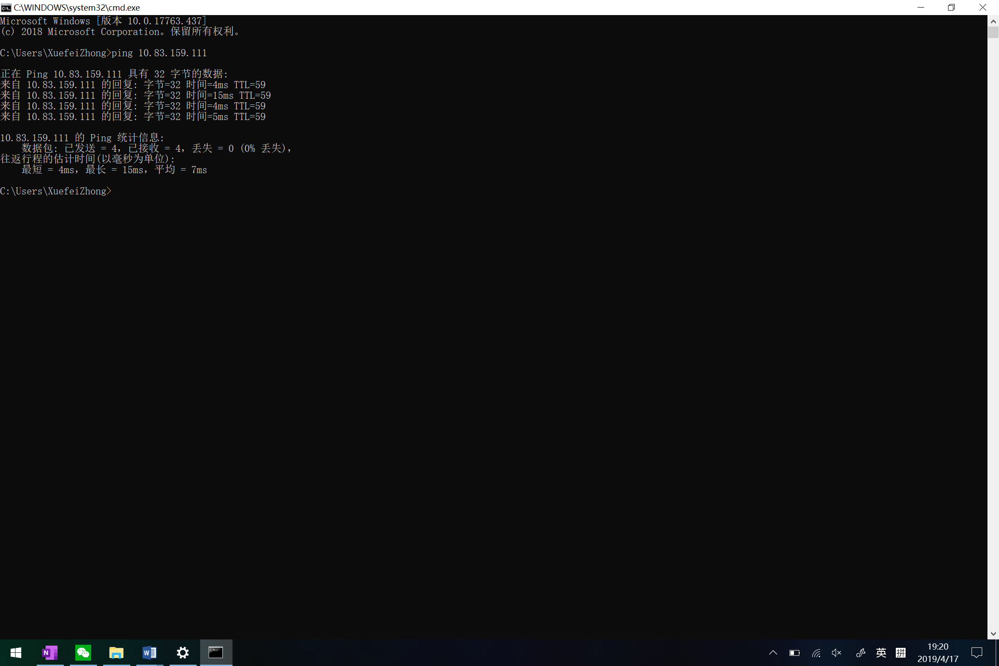 C:\WINDOWS\system32\cmd.exe
Microsoft Windows [版本 10.0.17763.437]
(c) 2018 Microsoft Corporation。保留所有权利。
C:\Users\XuefeiZhong>ping 10.83.159.111
正在 Ping 10.83.159.111 具有 32 字节的数据:
来自 10.83.159.111 的回复: 字节=32 时间=4ms TTL=59
来自 10.83.159.111 的回复: 字节=32 时间=15ms TTL=59
来自 10.83.159.111 的回复: 字节=32 时间=4ms TTL=59
来自 10.83.159.111 的回复: 字节=32 时间=5ms TTL=59
10.83.159.111 的 Ping 统计信息:
    数据包: 已发送 = 4，已接收 = 4，丢失 = 0 (0% 丢失)，
往返行程的估计时间(以毫秒为单位):
    最短 = 4ms，最长 = 15ms，平均 = 7ms
C:\Users\XuefeiZhong>
英 拼
19:20
2019/4/17